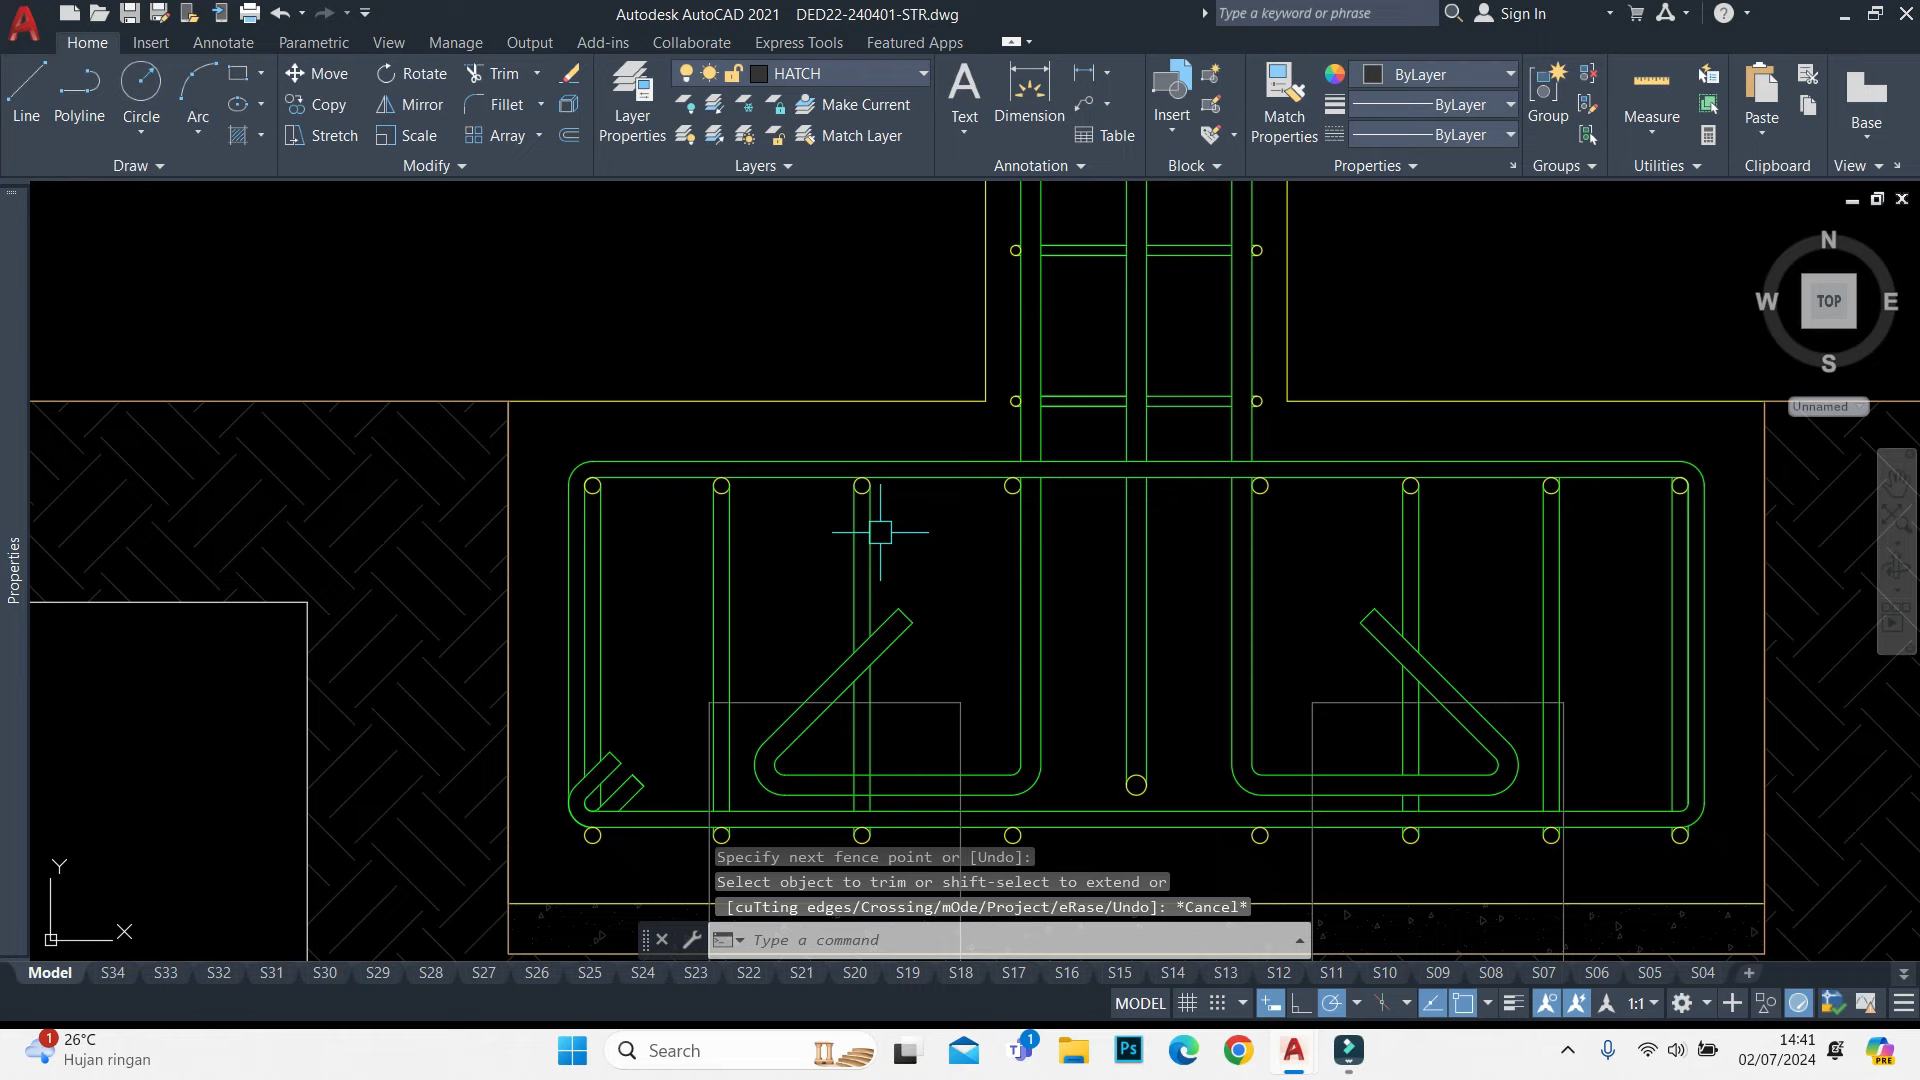 Autodesk AutoCAD 2021 DED22-240401-STR.dwg
Type a keyword or phrase
Sign In
Home Insert Annotate Parametric View Manage Output Add-ins Collaborate Express Tools Featured Apps
Line Polyline Circle Arc
Move Rotate Trim
Copy Mirror Fillet
Stretch Scale Array
Layer Properties
HATCH
Make Current
Match Layer
Text Dimension Table
Insert
Match Properties
ByLayer
ByLayer
ByLayer
Group
Measure
Paste
Base
Draw Modify Layers Annotation Block Properties Groups Utilities Clipboard View
N
W TOP E
S
Unnamed
Properties
Y
X
Specify next fence point or [Undo]:
Select object to trim or shift-select to extend or
[cuTting edges/Crossing/mOde/Project/eRase/Undo]: *Cancel*
Type a command
Model S34 S33 S32 S31 S30 S29 S28 S27 S26 S25 S24 S23 S22 S21 S20 S19 S18 S17 S16 S15 S14 S13 S12 S11 S10 S09 S08 S07 S06 S05 S04 +
MODEL 1:1
1
26°C
Hujan ringan
Search
1
Ps
14:41
02/07/2024
PRE